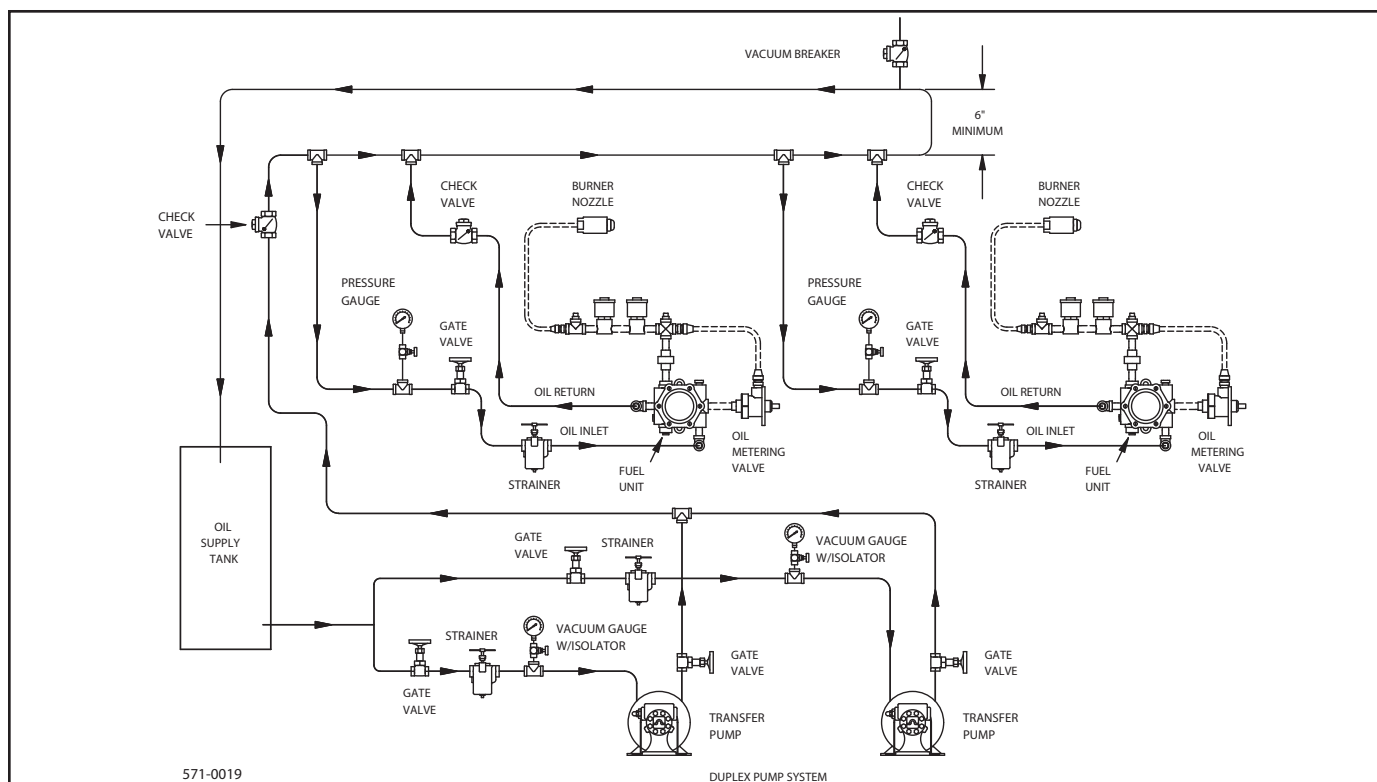 VACUUM BREAKER
6"
MINIMUM
CHECK
VALVE
BURNER
NOZZLE
CHECK
VALVE
BURNER
NOZZLE
CHECK
VALVE
PRESSURE
GAUGE
GATE
VALVE
PRESSURE
GAUGE
GATE
VALVE
OIL RETURN
OIL RETURN
OIL INLET
OIL
METERING
VALVE
OIL INLET
OIL
METERING
VALVE
STRAINER
FUEL
UNIT
STRAINER
FUEL
UNIT
OIL
SUPPLY
TANK
GATE
VALVE
STRAINER
VACUUM GAUGE
W/ISOLATOR
STRAINER
VACUUM GAUGE
W/ISOLATOR
GATE
VALVE
GATE
VALVE
GATE
VALVE
TRANSFER
PUMP
TRANSFER
PUMP
571-0019
DUPLEX PUMP SYSTEM